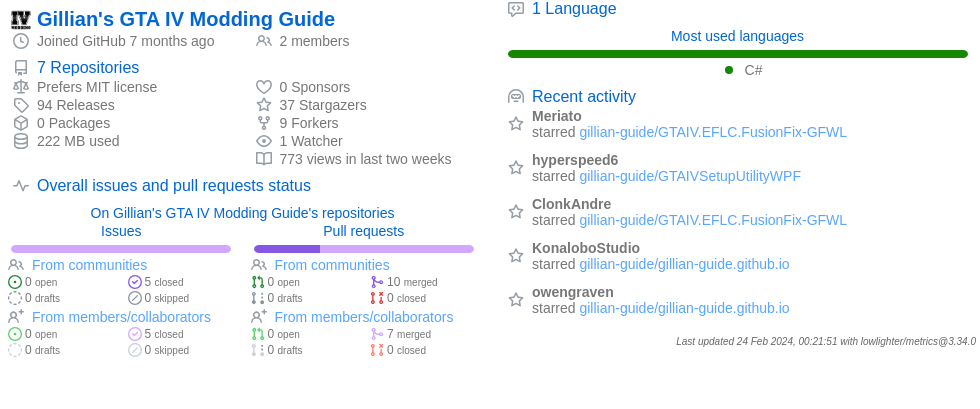 Gillian's GTA IV Modding Guide
Joined GitHub 7 months ago
2 members
7 Repositories
Prefers MIT license
0 Sponsors
94 Releases
37 Stargazers
0 Packages
9 Forkers
222 MB used
1 Watcher
773 views in last two weeks
Overall issues and pull requests status
On Gillian's GTA IV Modding Guide's repositories
Issues
From communities
0 open
5 closed
0 drafts
0 skipped
From members/collaborators
0 open
5 closed
0 drafts
0 skipped
Pull requests
From communities
0 open
10 merged
0 drafts
0 closed
From members/collaborators
0 open
7 merged
0 drafts
0 closed
1 Language
Most used languages
C#
Recent activity
Meriato
starred gillian-guide/GTAIV.EFLC.FusionFix-GFWL
hyperspeed6
starred gillian-guide/GTAIVSetupUtilityWPF
ClonkAndre
starred gillian-guide/GTAIV.EFLC.FusionFix-GFWL
KonaloboStudio
starred gillian-guide/gillian-guide.github.io
owengraven
starred gillian-guide/gillian-guide.github.io
Last updated 24 Feb 2024, 00:21:51 with lowlighter/metrics@3.34.0